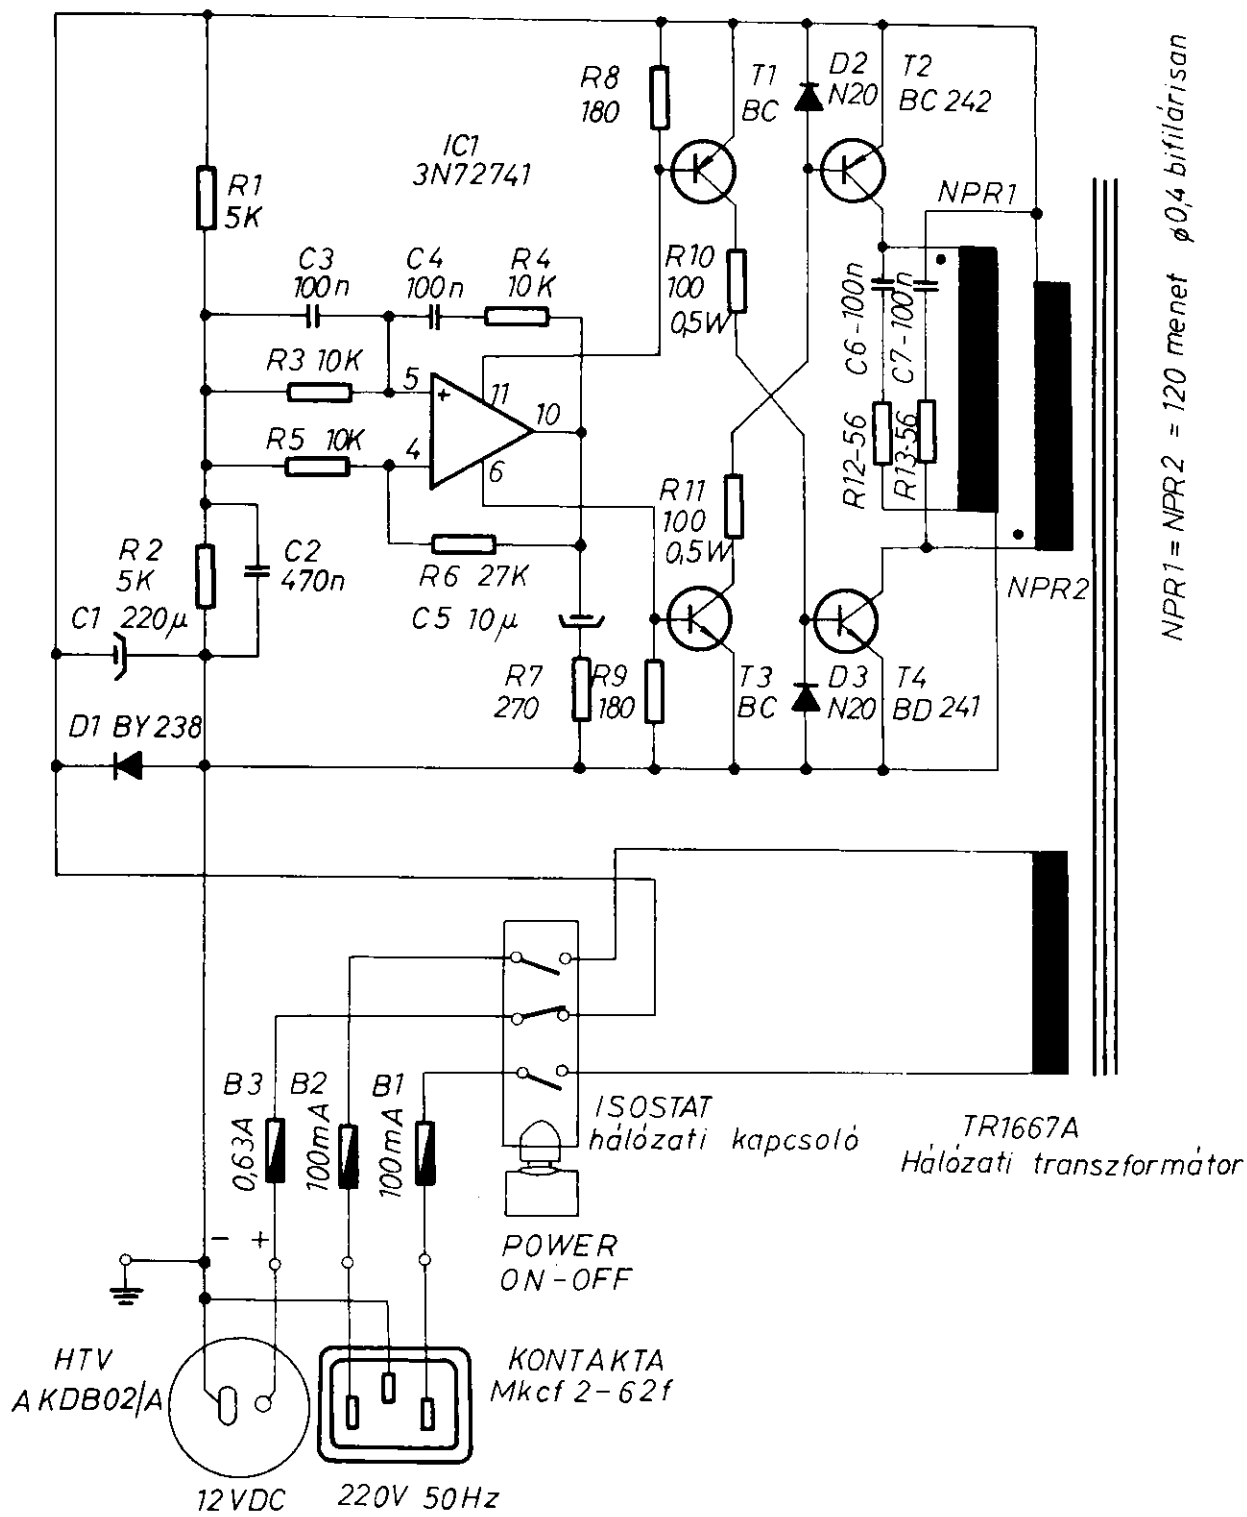 R8
180
T1
BC
D2
N20
T2
BC 242
IC1
3N72741
R1
5K
NPR1
C3
100n
C4
100n
R4
10K
R10
100
0,5W
C6-100n
C7-100n
R3 10K
5
+
11
10
R5 10K
4
6
R12-56
R13-56
R11
100
0,5W
R2
5K
C2
470n
R6 27K
NPR2
C1 220μ
C5 10μ
R7
270
R9
180
T3
BC
D3
N20
T4
BD 241
D1 BY 238
NPR1 = NPR2 = 120 menet ø0,4 bifilárisan
B3
0,63A
B2
100mA
B1
100mA
ISOSTAT
hálózati kapcsoló
TR1667A
Hálózati transzformátor
- +
POWER
ON-OFF
HTV
AKDB02/A
KONTAKTA
Mkcf 2-62f
12VDC
220V 50Hz